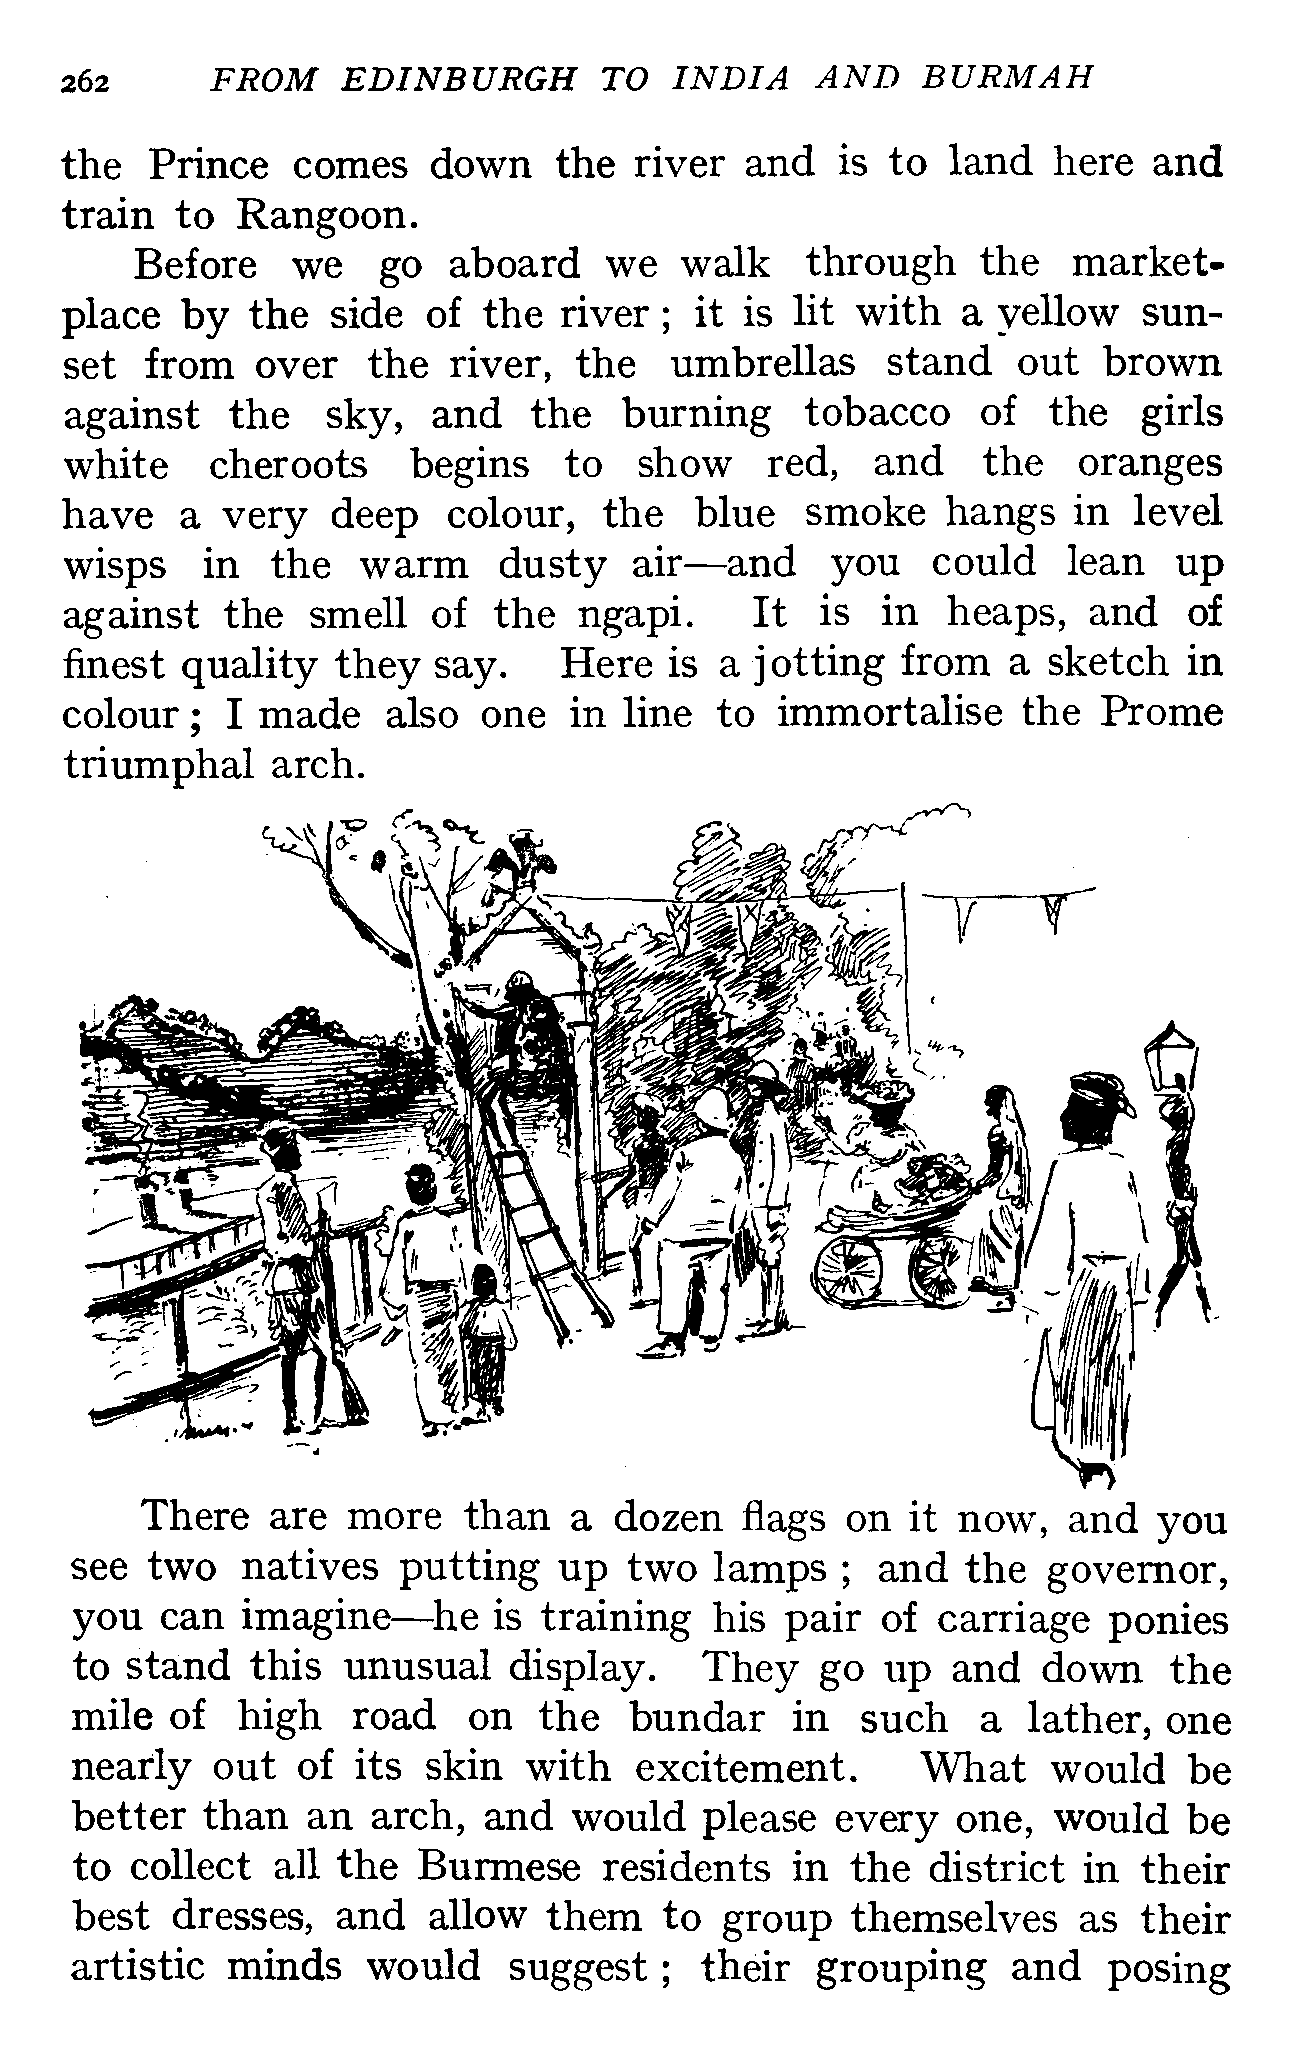 262 FROM EDINBURGH TO INDIA AND BURMAH
the Prince comes down the river and is to land here and
train to Rangoon.
Before we go aboard we walk through the market-
place by the side of the river; it is lit with a yellow sun-
set from over the river, the umbrellas stand out brown
against the sky, and the burning tobacco of the girls
white cheroots begins to show red, and the oranges
have a very deep colour, the blue smoke hangs in level
wisps in the warm dusty air—and you could lean up
against the smell of the ngapi. It is in heaps, and of
finest quality they say. Here is a jotting from a sketch in
colour; I made also one in line to immortalise the Prome
triumphal arch.
There are more than a dozen flags on it now, and you
see two natives putting up two lamps; and the governor,
you can imagine—he is training his pair of carriage ponies
to stand this unusual display. They go up and down the
mile of high road on the bundar in such a lather, one
nearly out of its skin with excitement. What would be
better than an arch, and would please every one, would be
to collect all the Burmese residents in the district in their
best dresses, and allow them to group themselves as their
artistic minds would suggest; their grouping and posing